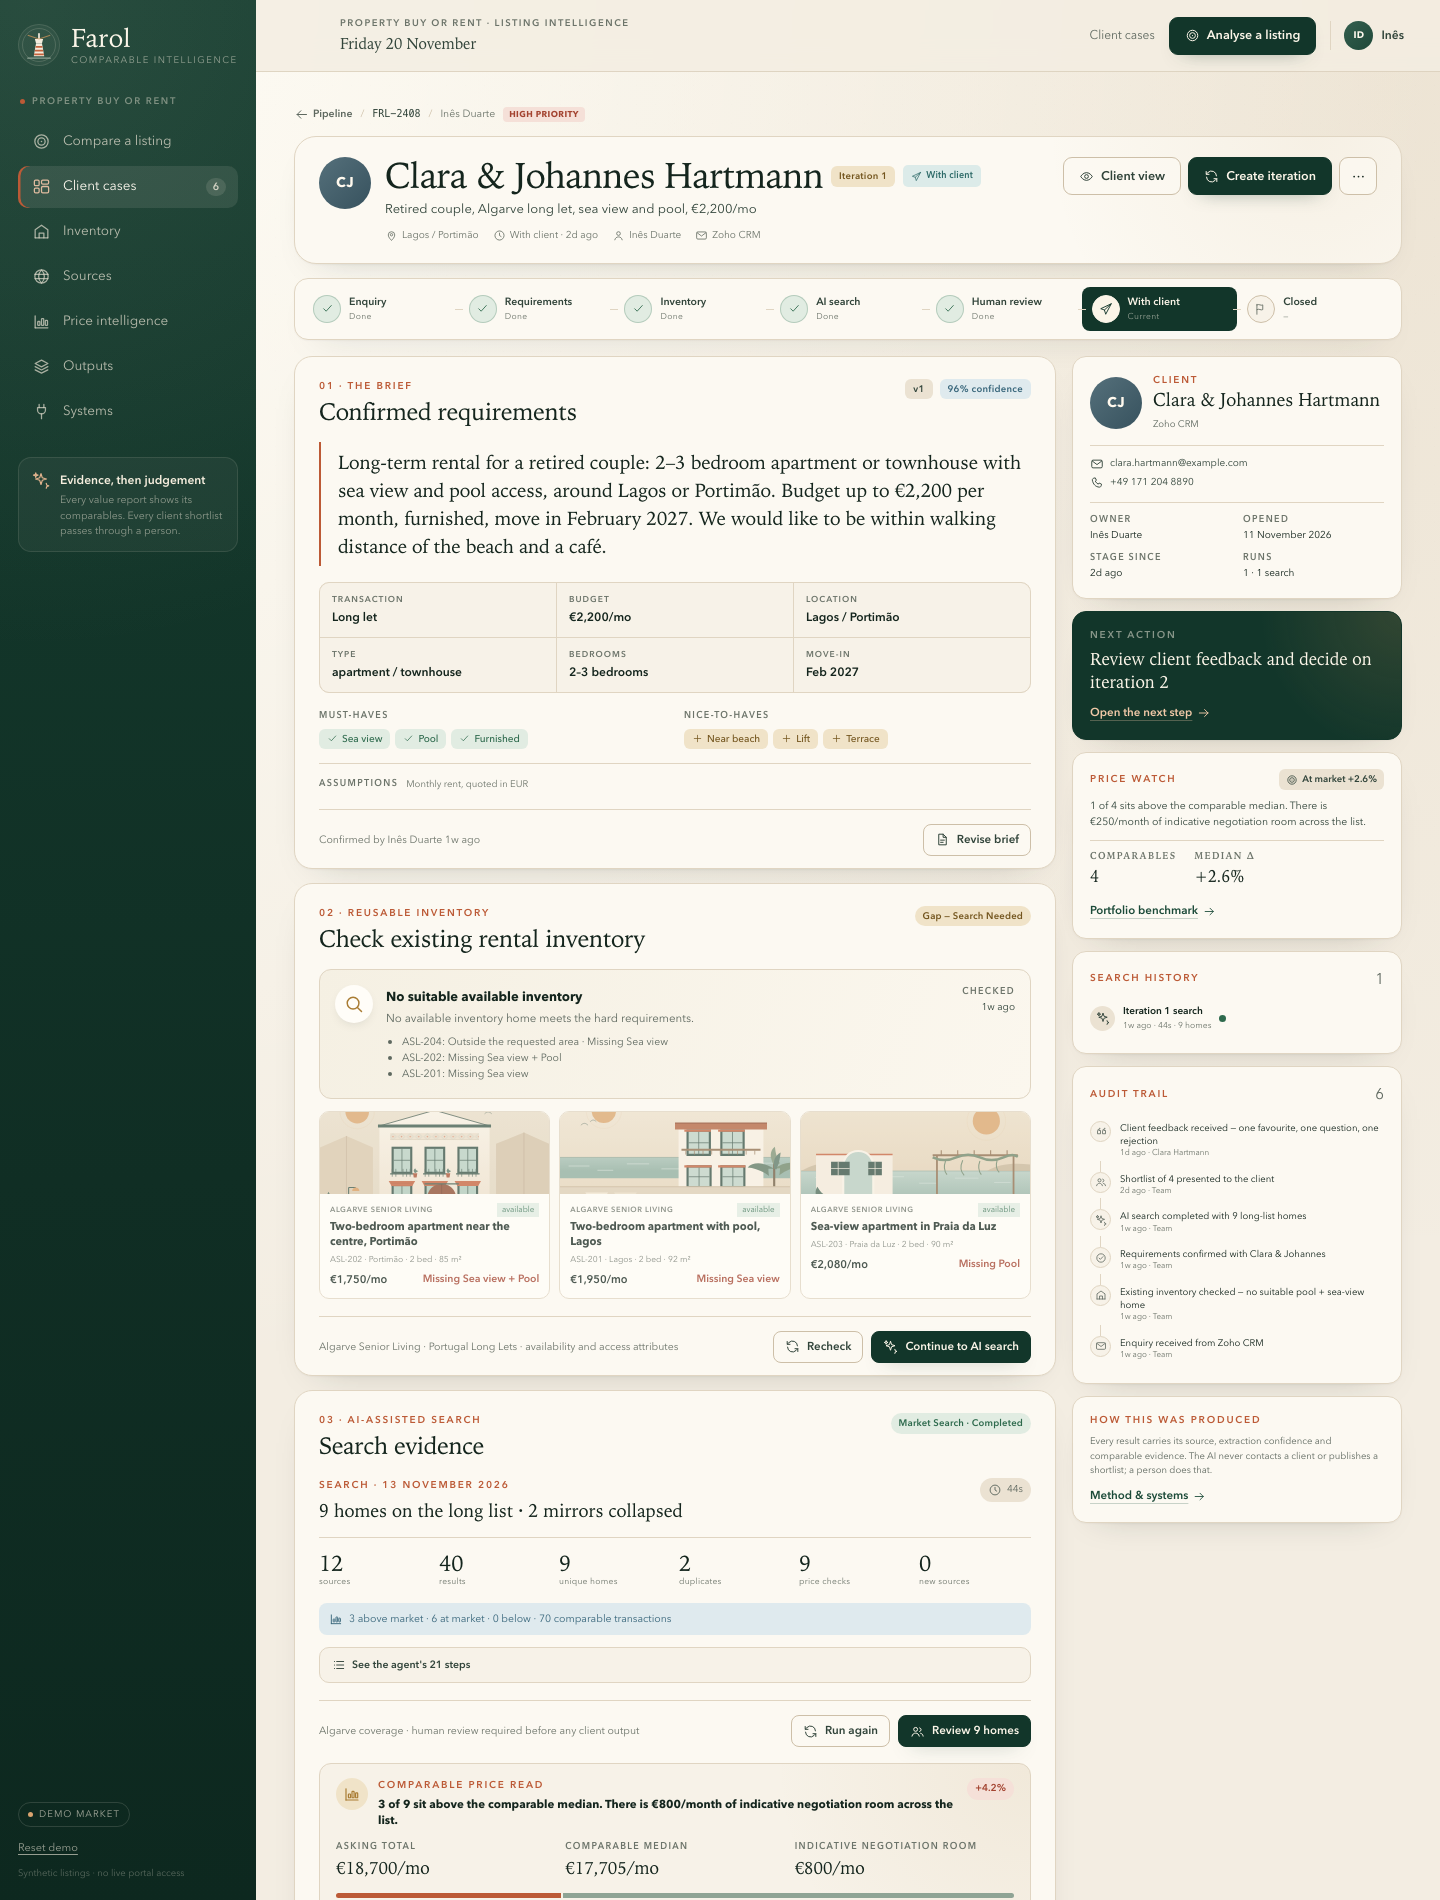 Farol
COMPARABLE INTELLIGENCE
PROPERTY BUY OR RENT
Compare a listing
Client cases 6
Inventory
Sources
Price intelligence
Outputs
Systems
Evidence, then judgement
Every value report shows its
comparables. Every client shortlist
passes through a person.
DEMO MARKET
Reset demo
Synthetic listings · no live portal access
PROPERTY BUY OR RENT · LISTING INTELLIGENCE
Friday 20 November
Client cases
Analyse a listing
ID Inês
Pipeline / FRL-2408 / Inês Duarte HIGH PRIORITY
CJ
Clara & Johannes Hartmann Iteration 1 With client
Retired couple, Algarve long let, sea view and pool, €2,200/mo
Lagos / Portimão With client · 2d ago Inês Duarte Zoho CRM
Client view
Create iteration
...
Enquiry
Done
Requirements
Done
Inventory
Done
AI search
Done
Human review
Done
With client
Current
Closed
–
01 · THE BRIEF
v1 96% confidence
Confirmed requirements
Long-term rental for a retired couple: 2–3 bedroom apartment or townhouse with
sea view and pool access, around Lagos or Portimão. Budget up to €2,200 per
month, furnished, move in February 2027. We would like to be within walking
distance of the beach and a café.
TRANSACTION
Long let
BUDGET
€2,200/mo
LOCATION
Lagos / Portimão
TYPE
apartment / townhouse
BEDROOMS
2–3 bedrooms
MOVE-IN
Feb 2027
MUST-HAVES
Sea view Pool Furnished
NICE-TO-HAVES
Near beach Lift Terrace
ASSUMPTIONS Monthly rent, quoted in EUR
Confirmed by Inês Duarte 1w ago
Revise brief
02 · REUSABLE INVENTORY
Gap — Search Needed
Check existing rental inventory
No suitable available inventory
No available inventory home meets the hard requirements.
CHECKED
1w ago
• ASL-204: Outside the requested area · Missing Sea view
• ASL-202: Missing Sea view + Pool
• ASL-201: Missing Sea view
ALGARVE SENIOR LIVING available
Two-bedroom apartment near the
centre, Portimão
ASL-202 · Portimão · 2 bed · 85 m²
€1,750/mo Missing Sea view + Pool
ALGARVE SENIOR LIVING available
Two-bedroom apartment with pool,
Lagos
ASL-201 · Lagos · 2 bed · 92 m²
€1,950/mo Missing Sea view
ALGARVE SENIOR LIVING available
Sea-view apartment in Praia da Luz
ASL-203 · Praia da Luz · 2 bed · 90 m²
€2,080/mo Missing Pool
Algarve Senior Living · Portugal Long Lets · availability and access attributes
Recheck
Continue to AI search
03 · AI-ASSISTED SEARCH
Market Search · Completed
Search evidence
SEARCH · 13 NOVEMBER 2026
44s
9 homes on the long list · 2 mirrors collapsed
12
sources
40
results
9
unique homes
2
duplicates
9
price checks
0
new sources
3 above market · 6 at market · 0 below · 70 comparable transactions
See the agent's 21 steps
Algarve coverage · human review required before any client output
Run again
Review 9 homes
COMPARABLE PRICE READ
+4.2%
3 of 9 sit above the comparable median. There is €800/month of indicative negotiation room across the
list.
ASKING TOTAL
€18,700/mo
COMPARABLE MEDIAN
€17,705/mo
INDICATIVE NEGOTIATION ROOM
€800/mo
CJ
CLIENT
Clara & Johannes Hartmann
Zoho CRM
clara.hartmann@example.com
+49 171 204 8890
OWNER
Inês Duarte
OPENED
11 November 2026
STAGE SINCE
2d ago
RUNS
1 · 1 search
NEXT ACTION
Review client feedback and decide on
iteration 2
Open the next step
PRICE WATCH
At market +2.6%
1 of 4 sits above the comparable median. There is
€250/month of indicative negotiation room across the list.
COMPARABLES
4
MEDIAN Δ
+2.6%
Portfolio benchmark
SEARCH HISTORY 1
Iteration 1 search
1w ago · 44s · 9 homes
AUDIT TRAIL 6
Client feedback received — one favourite, one question, one
rejection
1d ago · Clara Hartmann
Shortlist of 4 presented to the client
2d ago · Team
AI search completed with 9 long-list homes
1w ago · Team
Requirements confirmed with Clara & Johannes
1w ago · Team
Existing inventory checked — no suitable pool + sea-view
home
1w ago · Team
Enquiry received from Zoho CRM
1w ago · Team
HOW THIS WAS PRODUCED
Every result carries its source, extraction confidence and
comparable evidence. The AI never contacts a client or publishes a
shortlist; a person does that.
Method & systems